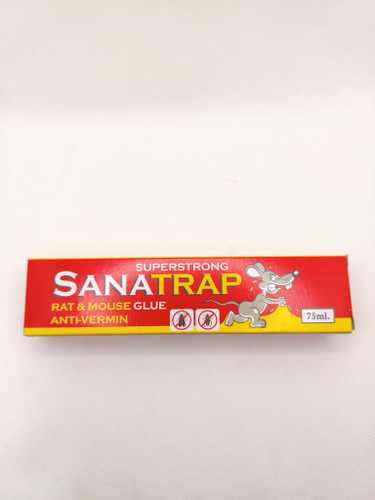 SUPERSTRONG
SANATRAP
RAT & MOUSE GLUE
ANTI-VERMIN
75ml.